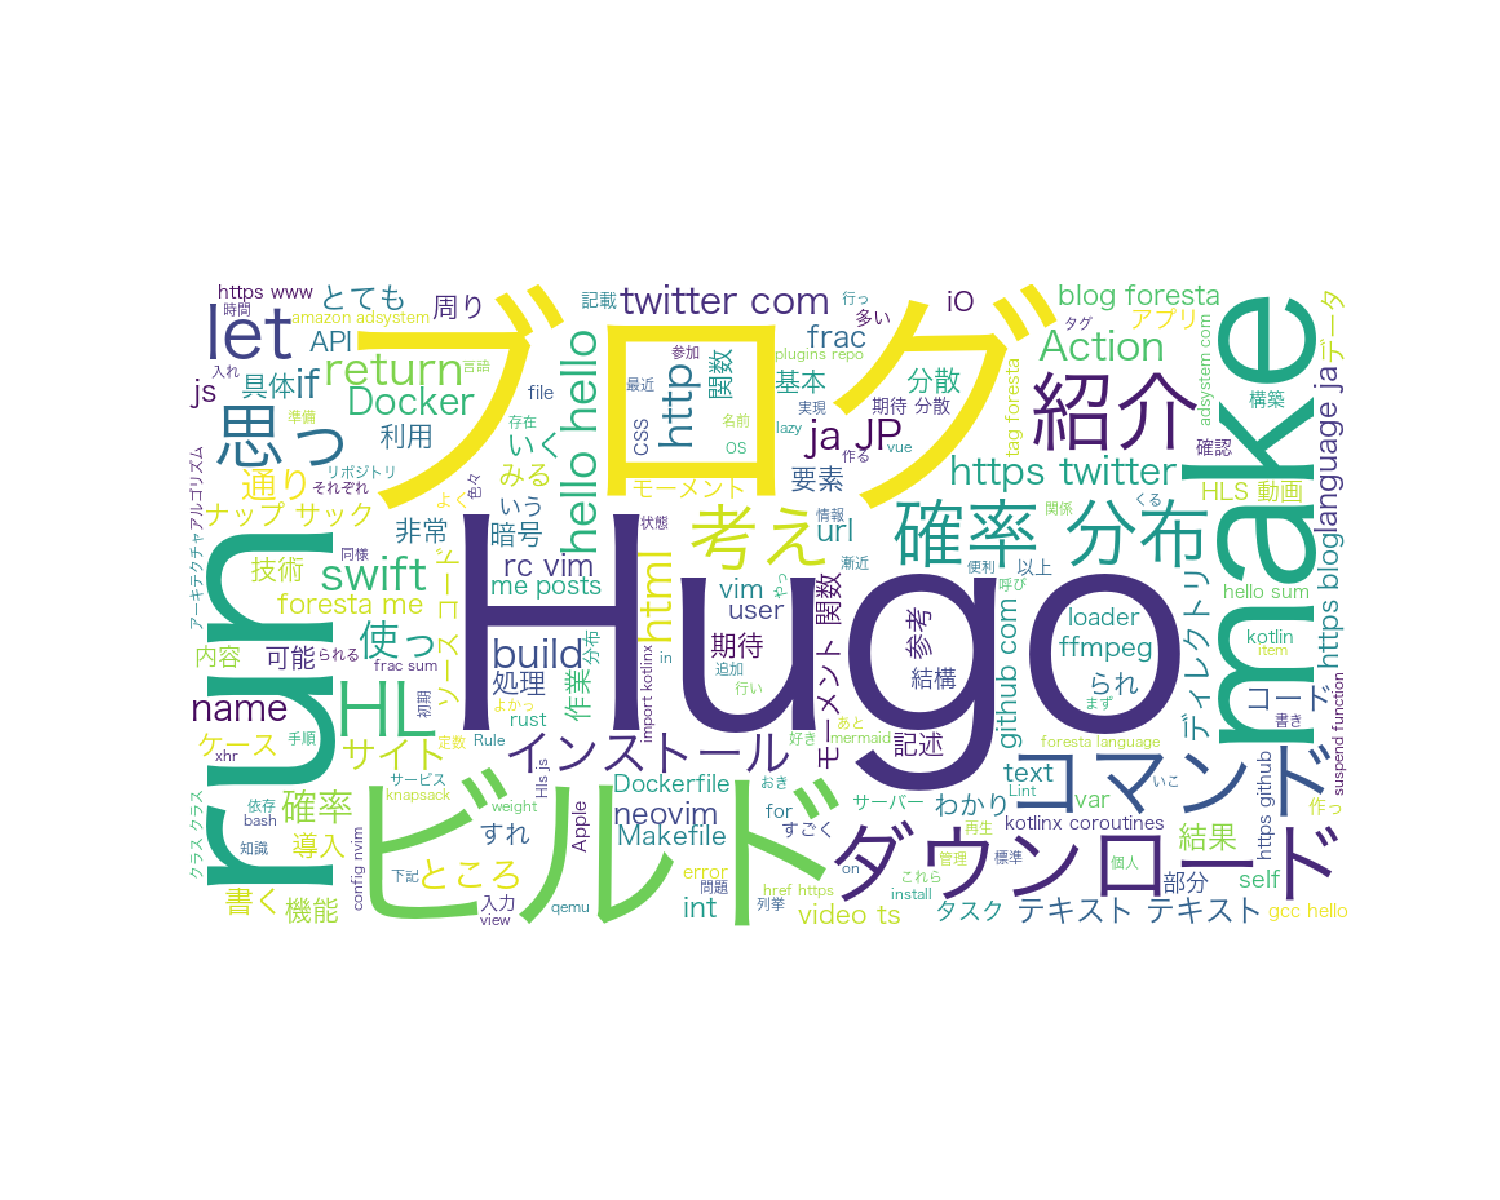 https www
とても
周り
記載
twitter com
行っ
iO
blog foresta
時間
amazon adsystem
多い
タグ
アプリ
データ
let
API
ブログ
frac
Action
make
return
言語
参加
plugins repo
入れ
js
具体
if
file
最近
http
関数
基本
分散
紹介
adsystem com
構築
Docker
準備
存在
css
名前
実現
期待 分散
tag foresta
思っ
利用
いく
hello hello
OS
lazy
ja JP
作る
vue
確認
通り
リポジトリ
みる
要素
https twitter
それぞれ
よく
色々
いう
モーメント
くる
HLS 動画
language ja
ナップ サック
非常
暗号
状態
考え
情報
url
関係
確率 分布
アーキテクチャ
アルゴリズム
run
同様
技術
swift
コード
ソース
rc vim
me posts
Hugo
html
vim
user
やっ
漸近
便利
以上
呼び
hello sum
https blog
foresta me
使っ
関数
モーメント
参考
loader
ffmpeg
ディレクトリ
kotlin
item
内容
可能
られる
frac sum
build
分布
作業
処理
import kotlinx
in
期待
追加
行い
結構
github com
られ
まず
コード
書き
suspend function
name
HL
初期
よかっ
rust
ケース
手順
xhr
サイト
定数
Rule
インストール
好き
あと
mermaid
記述
foresta language
サービス
knapsack
ビルド
weight
Hls js
Dockerfile
おき
サーバー
わかり
text
Lint
コマンド
いこ
var
https github
作っ
クラス クラス
依存
bash
確率
neovim
for
すごく
再生
kotlinx coroutines
結果
知識
導入
config nvim
すれ
Apple
Makefile
ダウンロード
管理
標準
個人
下記
ところ
error
問題
on
これら
部分
self
書く
機能
入力
view
qemu
int
href https
列挙
video ts
install
タスク
テキスト テキスト
gcc hello